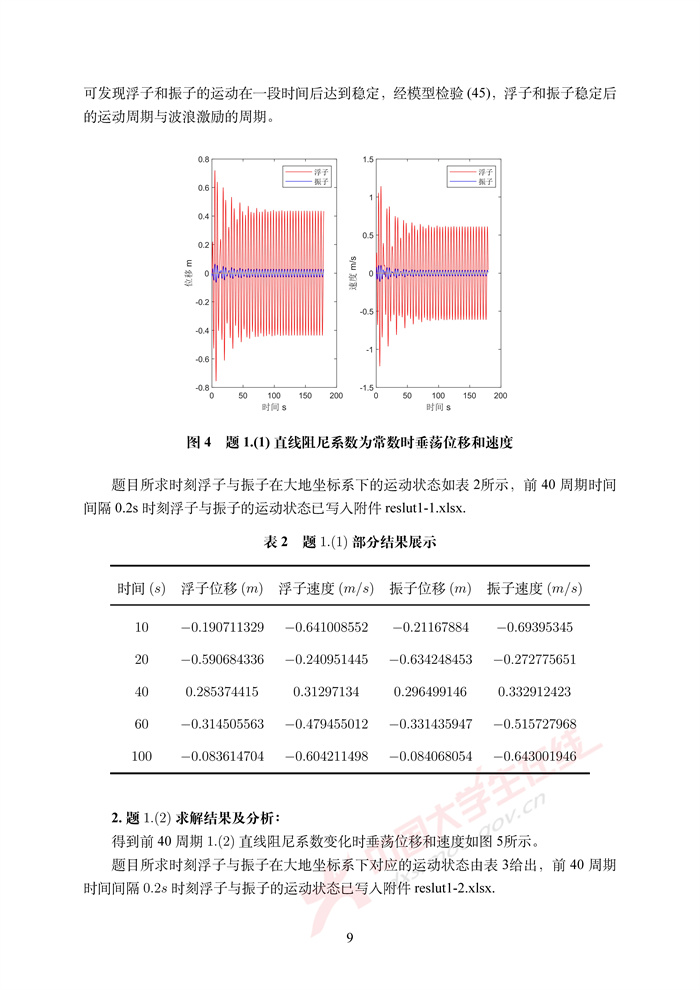 可发现浮子和振子的运动在一段时间后达到稳定，经模型检验 (45)，浮子和振子稳定后
的运动周期与波浪激励的周期。
0.8
0.6
0.4
0.2
0
-0.2
-0.4
-0.6
-0.8
位移 m
浮子
振子
0 50 100 150 200
时间 s
1.5
1
0.5
0
-0.5
-1
-1.5
速度 m/s
浮子
振子
0 50 100 150 200
时间 s
图 4 题 1.(1) 直线阻尼系数为常数时垂荡位移和速度
题目所求时刻浮子与振子在大地坐标系下的运动状态如表 2所示，前 40 周期时间
间隔 0.2s 时刻浮子与振子的运动状态已写入附件 reslut1-1.xlsx.
表 2 题 1.(1) 部分结果展示
时间 (s) 浮子位移 (m) 浮子速度 (m/s) 振子位移 (m) 振子速度 (m/s)
10 −0.190711329 −0.641008552 −0.21167884 −0.69395345
20 −0.590684336 −0.240951445 −0.634248453 −0.272775651
40 0.285374415 0.31297134 0.296499146 0.332912423
60 −0.314505563 −0.479455012 −0.331435947 −0.515727968
100 −0.083614704 −0.604211498 −0.084068054 −0.643001946
2. 题 1.(2) 求解结果及分析：
得到前 40 周期 1.(2) 直线阻尼系数变化时垂荡位移和速度如图 5所示。
题目所求时刻浮子与振子在大地坐标系下对应的运动状态由表 3给出，前 40 周期
时间间隔 0.2s 时刻浮子与振子的运动状态已写入附件 reslut1-2.xlsx.
中国大学生在线
9